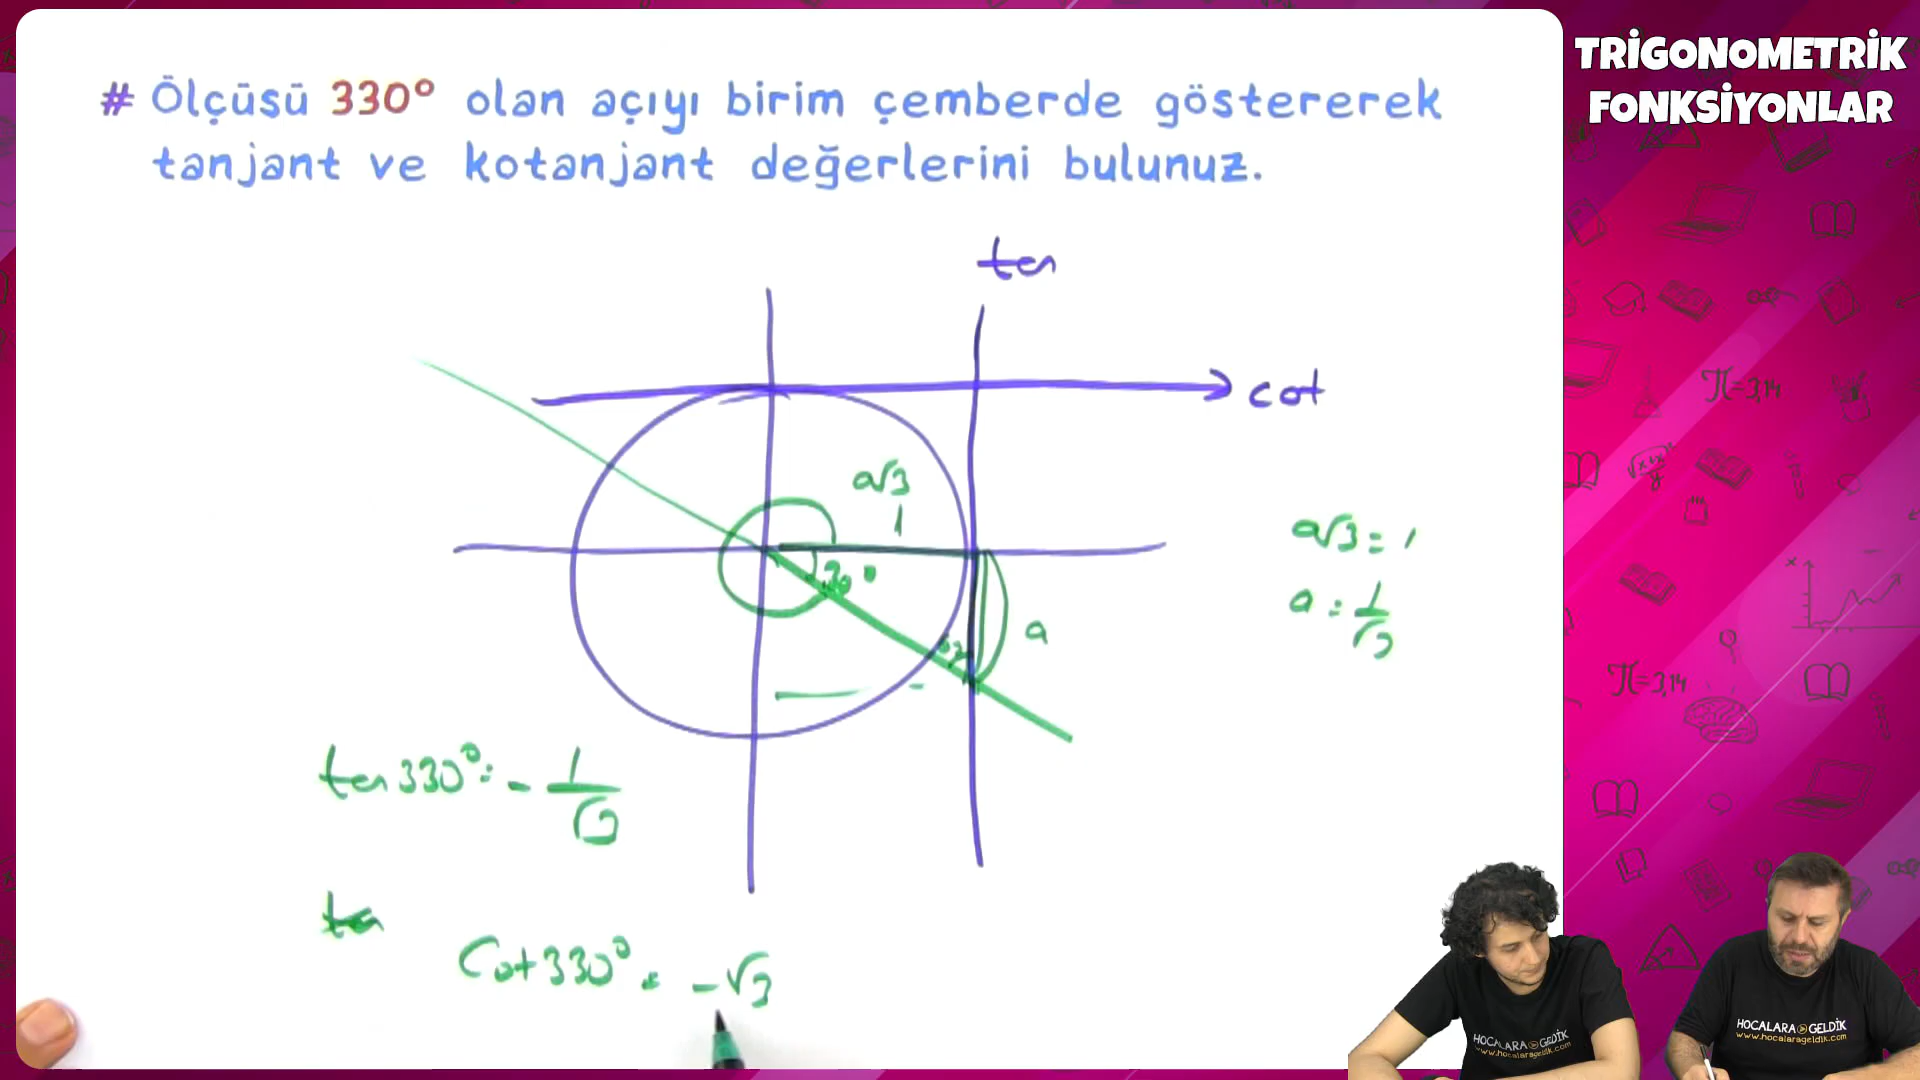 TRİGONOMETRİK
FONKSİYONLAR
# Ölçüsü 330° olan açıyı birim çemberde göstererek
tanjant ve kotanjant değerlerini bulunuz.
tan
cot
a√3
1
30°
a
a√3 = 1
a = 1/√3
tan 330° = - 1/√3
ta
Cot 330° = -√3
π=3,14
π=3,14
HOCALARA GELDİK
www.hocalarageldik.com
HOCALARA GELDİK
www.hocalarageldik.com